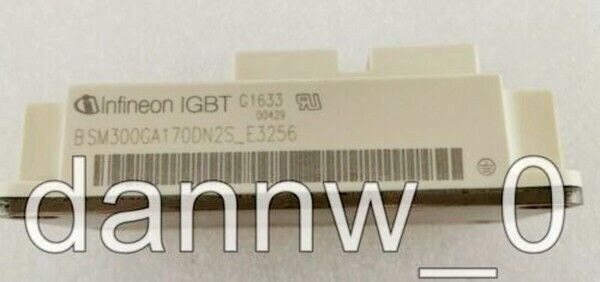 Infineon IGBT G1633
00429
BSM300GA170DN2S_E3256
dannw_0